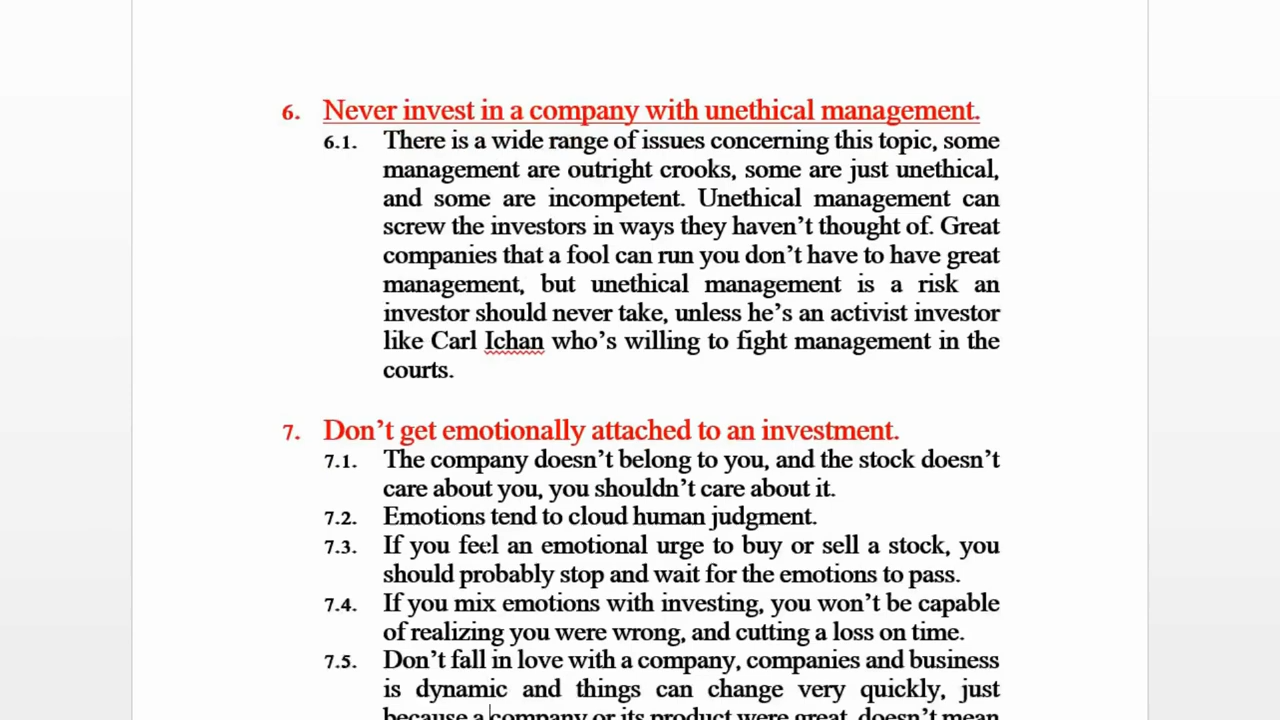 6. Never invest in a company with unethical management.
6.1. There is a wide range of issues concerning this topic, some
management are outright crooks, some are just unethical,
and some are incompetent. Unethical management can
screw the investors in ways they haven’t thought of. Great
companies that a fool can run you don’t have to have great
management, but unethical management is a risk an
investor should never take, unless he’s an activist investor
like Carl Ichan who’s willing to fight management in the
courts.
7. Don’t get emotionally attached to an investment.
7.1. The company doesn’t belong to you, and the stock doesn’t
care about you, you shouldn’t care about it.
7.2. Emotions tend to cloud human judgment.
7.3. If you feel an emotional urge to buy or sell a stock, you
should probably stop and wait for the emotions to pass.
7.4. If you mix emotions with investing, you won’t be capable
of realizing you were wrong, and cutting a loss on time.
7.5. Don’t fall in love with a company, companies and business
is dynamic and things can change very quickly, just
because a company or its product were great, doesn’t mean